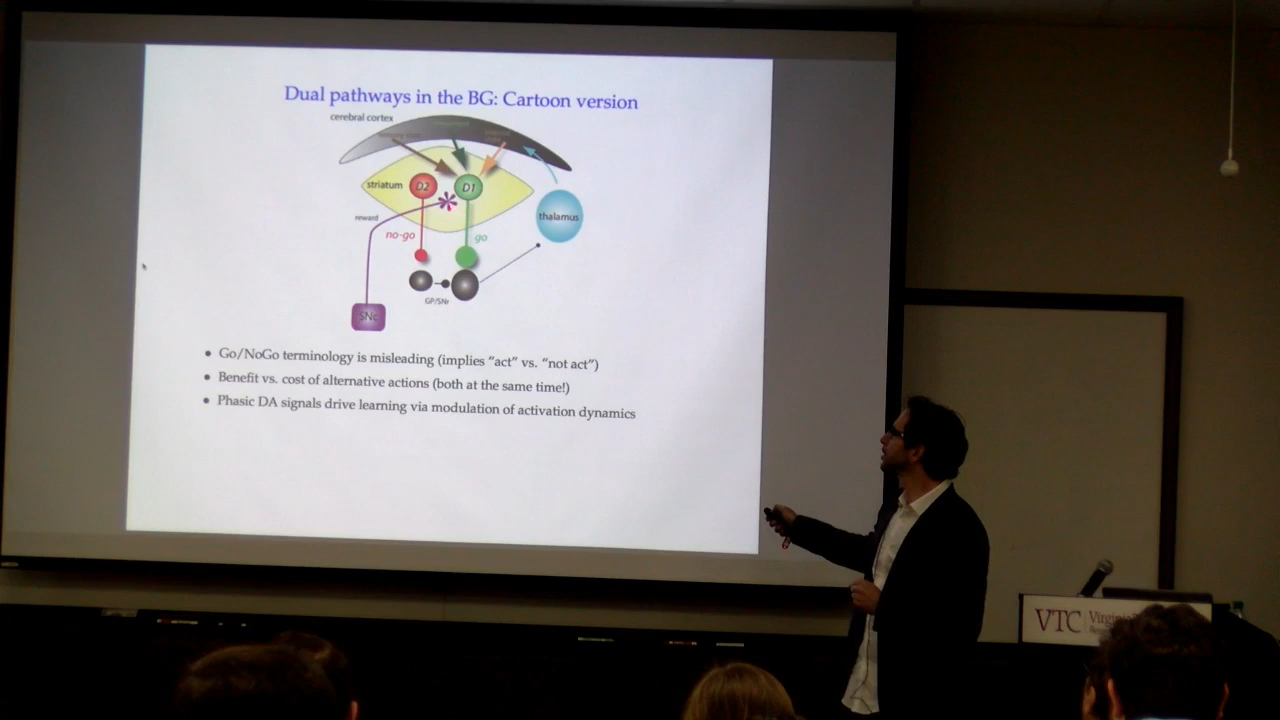 Dual pathways in the BG: Cartoon version
cerebral cortex
striatum
D2
D1
thalamus
reward
no-go
go
GP/SNr
SNc
• Go/NoGo terminology is misleading (implies "act" vs. "not act")
• Benefit vs. cost of alternative actions (both at the same time!)
• Phasic DA signals drive learning via modulation of activation dynamics
VTC